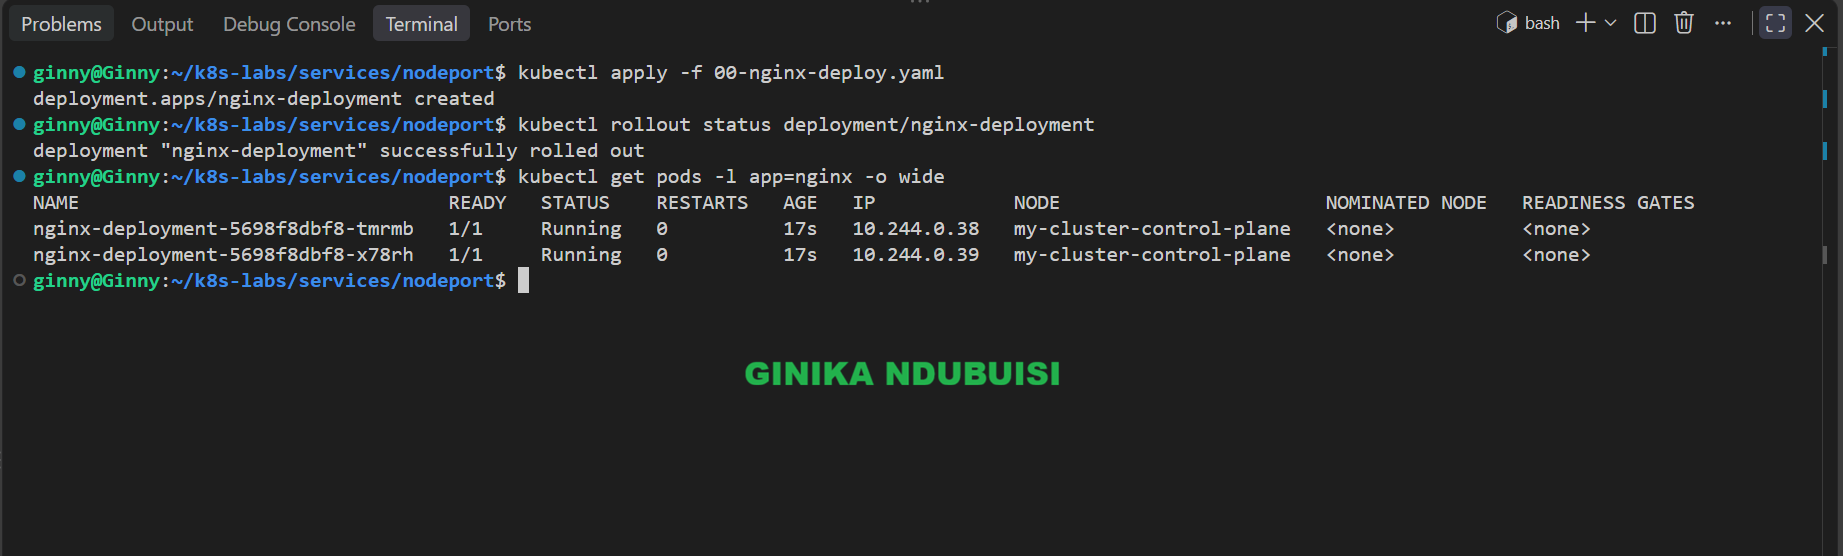 Problems Output Debug Console Terminal Ports bash
ginny@Ginny:~/k8s-labs/services/nodeport$ kubectl apply -f 00-nginx-deploy.yaml
deployment.apps/nginx-deployment created
ginny@Ginny:~/k8s-labs/services/nodeport$ kubectl rollout status deployment/nginx-deployment
deployment "nginx-deployment" successfully rolled out
ginny@Ginny:~/k8s-labs/services/nodeport$ kubectl get pods -l app=nginx -o wide
NAME READY STATUS RESTARTS AGE IP NODE NOMINATED NODE READINESS GATES
nginx-deployment-5698f8dbf8-tmrmb 1/1 Running 0 17s 10.244.0.38 my-cluster-control-plane <none> <none>
nginx-deployment-5698f8dbf8-x78rh 1/1 Running 0 17s 10.244.0.39 my-cluster-control-plane <none> <none>
ginny@Ginny:~/k8s-labs/services/nodeport$
GINIKA NDUBUISI